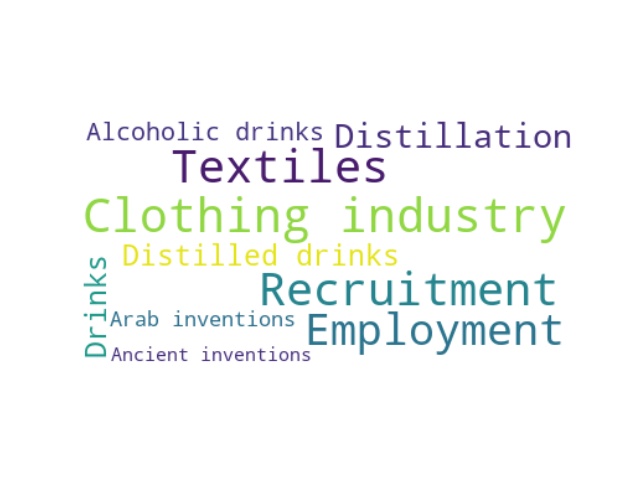 Alcoholic drinks
Distillation
Textiles
Clothing industry
Distilled drinks
Drinks
Recruitment
Arab inventions
Employment
Ancient inventions